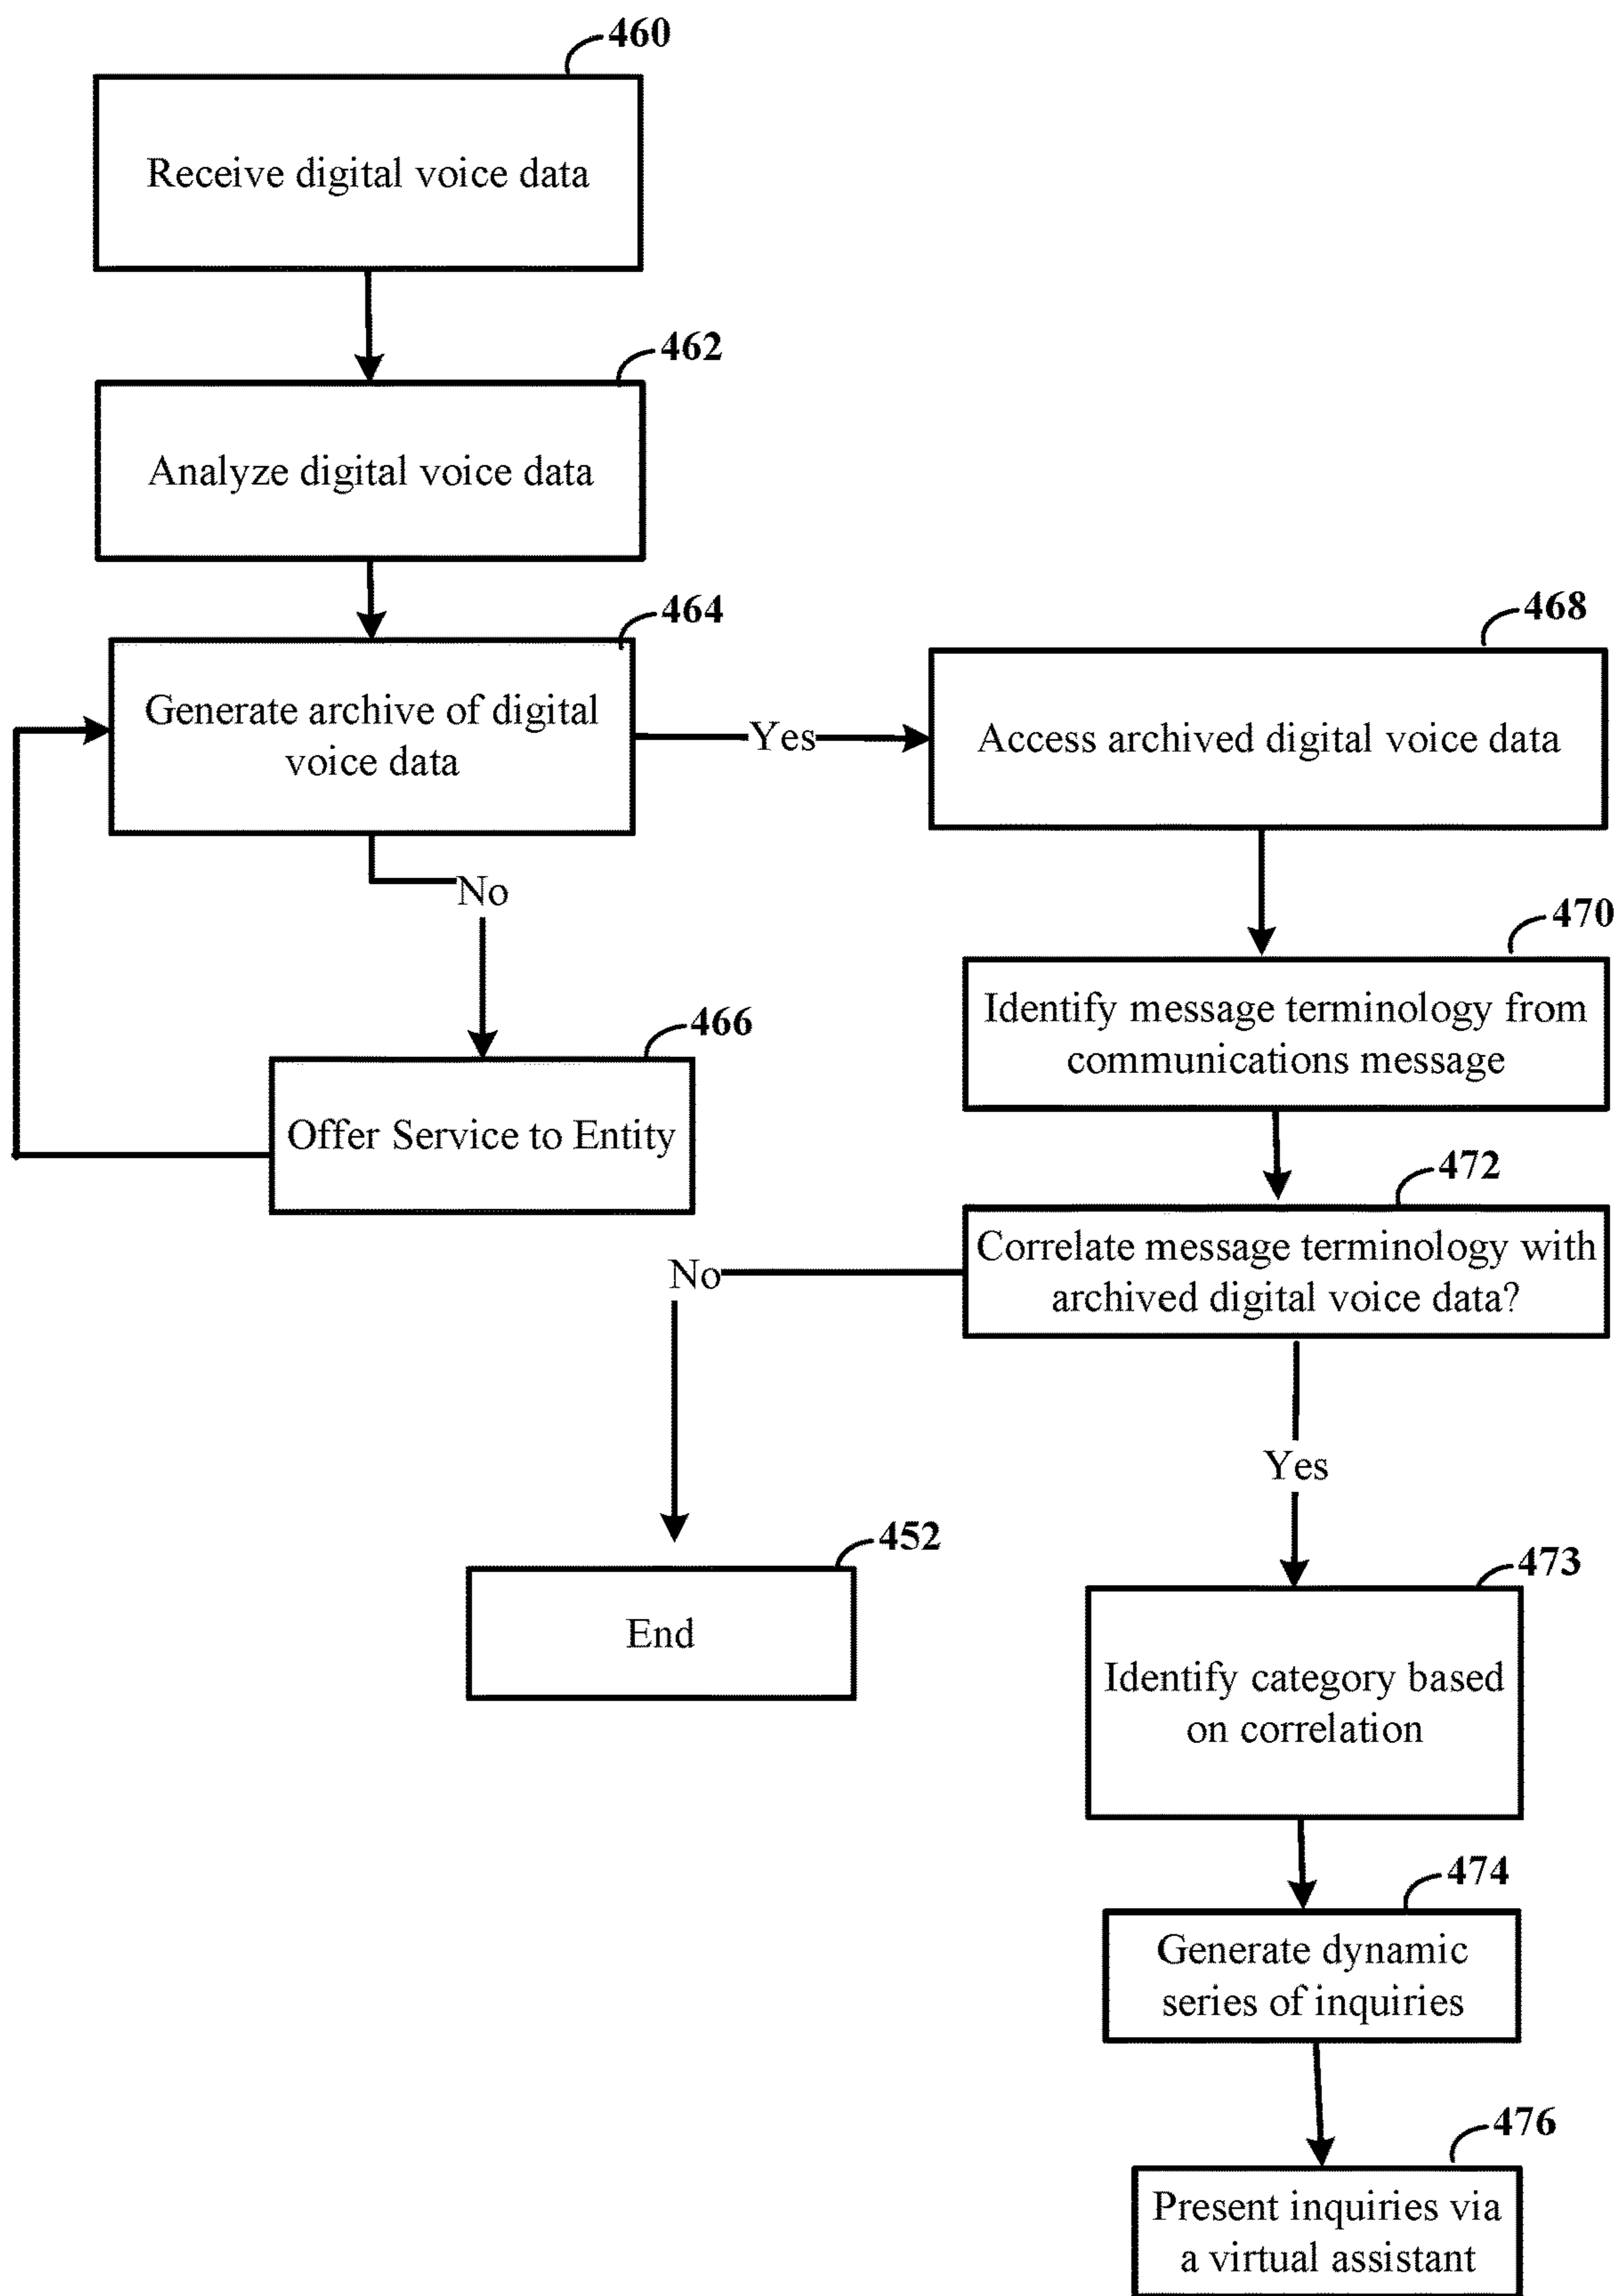 460
Receive digital voice data
462
Analyze digital voice data
464
Generate archive of digital
voice data
Yes
468
Access archived digital voice data
No
470
Identify message terminology from
communications message
466
Offer Service to Entity
472
Correlate message terminology with
archived digital voice data?
No
Yes
452
End
473
Identify category based
on correlation
474
Generate dynamic
series of inquiries
476
Present inquiries via
a virtual assistant